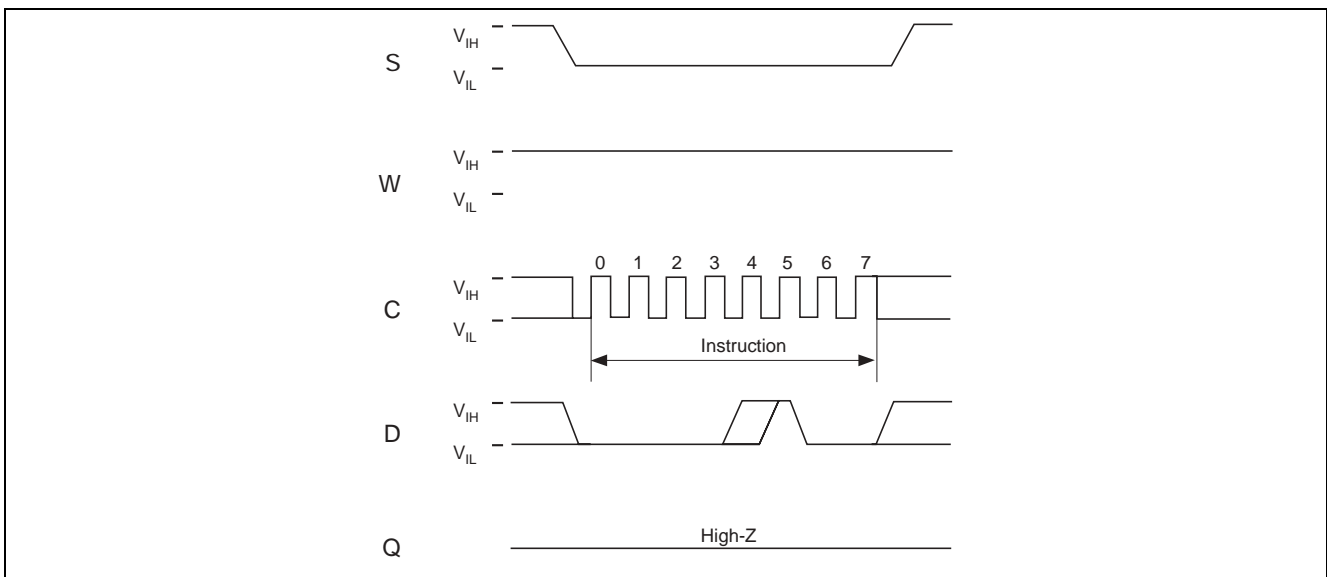 V_IH
S
V_IL
V_IH
W
V_IL
0 1 2 3 4 5 6 7
V_IH
C
V_IL
Instruction
V_IH
D
V_IL
High-Z
Q